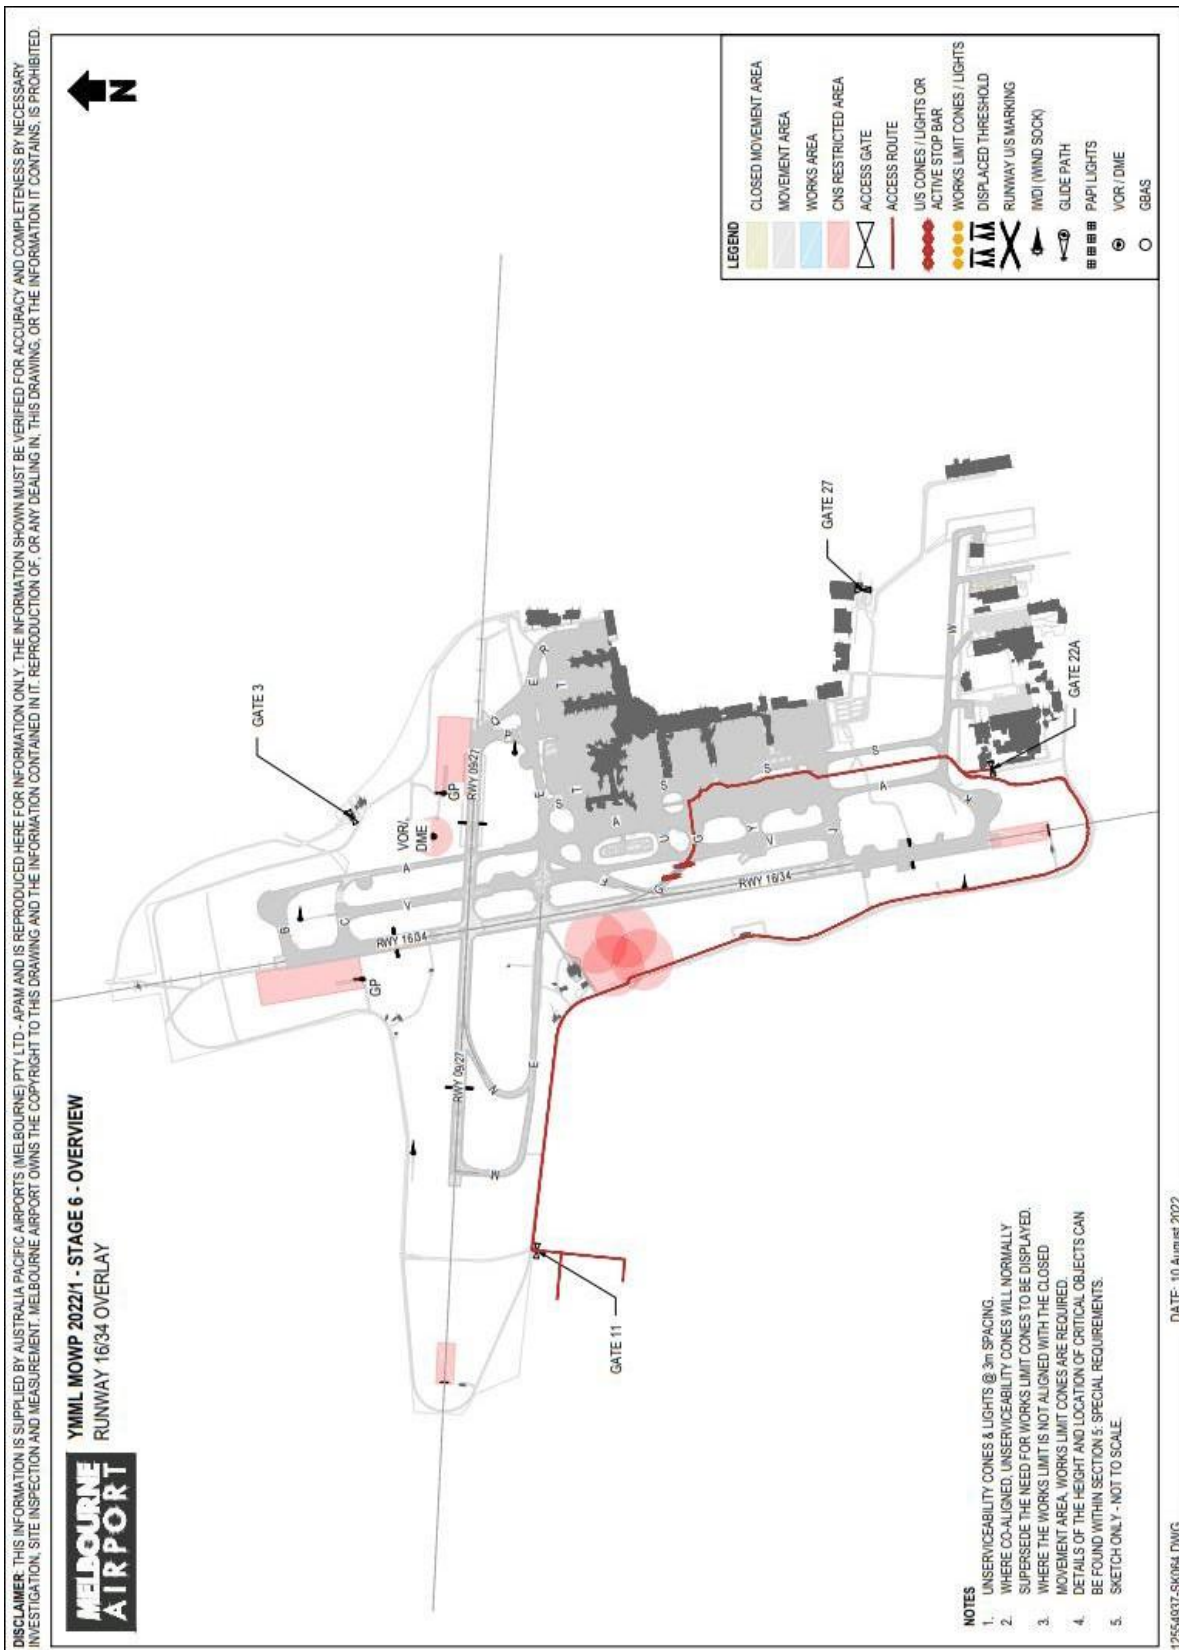 DISCLAIMER: THIS INFORMATION IS SUPPLIED BY AUSTRALIA PACIFIC AIRPORTS (MELBOURNE) PTY LTD - APAM AND IS REPRODUCED HERE FOR INFORMATION ONLY. THE INFORMATION SHOWN MUST BE VERIFIED FOR ACCURACY AND COMPLETENESS BY NECESSARY
INVESTIGATION, SITE INSPECTION AND MEASUREMENT. MELBOURNE AIRPORT OWNS THE COPYRIGHT TO THIS DRAWING AND THE INFORMATION CONTAINED IN IT. REPRODUCTION OF, OR ANY DEALING IN, THIS DRAWING, OR THE INFORMATION IT CONTAINS, IS PROHIBITED.
MELBOURNE
AIRPORT
YMML MOWP 2022/1 - STAGE 6 - OVERVIEW
RUNWAY 16/34 OVERLAY
N
GATE 3
GP
B
C
V
A
RWY 16/34
VOR/
DME
GP
RWY 09/27
RWY 09/27
N
M
E
E
E
D
P
R
T
T
S
A
S
F
U
G
G
Y
V
J
RWY 16/34
S
S
A
K
W
GATE 27
GATE 22A
GATE 11
LEGEND
CLOSED MOVEMENT AREA
MOVEMENT AREA
WORKS AREA
CNS RESTRICTED AREA
ACCESS GATE
ACCESS ROUTE
U/S CONES / LIGHTS OR
ACTIVE STOP BAR
WORKS LIMIT CONES / LIGHTS
DISPLACED THRESHOLD
RUNWAY U/S MARKING
IWDI (WIND SOCK)
GLIDE PATH
PAPI LIGHTS
VOR / DME
GBAS
NOTES
1. UNSERVICEABILITY CONES & LIGHTS @ 3m SPACING.
2. WHERE CO-ALIGNED, UNSERVICEABILITY CONES WILL NORMALLY
SUPERSEDE THE NEED FOR WORKS LIMIT CONES TO BE DISPLAYED.
3. WHERE THE WORKS LIMIT IS NOT ALIGNED WITH THE CLOSED
MOVEMENT AREA, WORKS LIMIT CONES ARE REQUIRED.
4. DETAILS OF THE HEIGHT AND LOCATION OF CRITICAL OBJECTS CAN
BE FOUND WITHIN SECTION 5: SPECIAL REQUIREMENTS.
5. SKETCH ONLY - NOT TO SCALE.
12554937-SK064.DWG
DATE: 10 August 2022